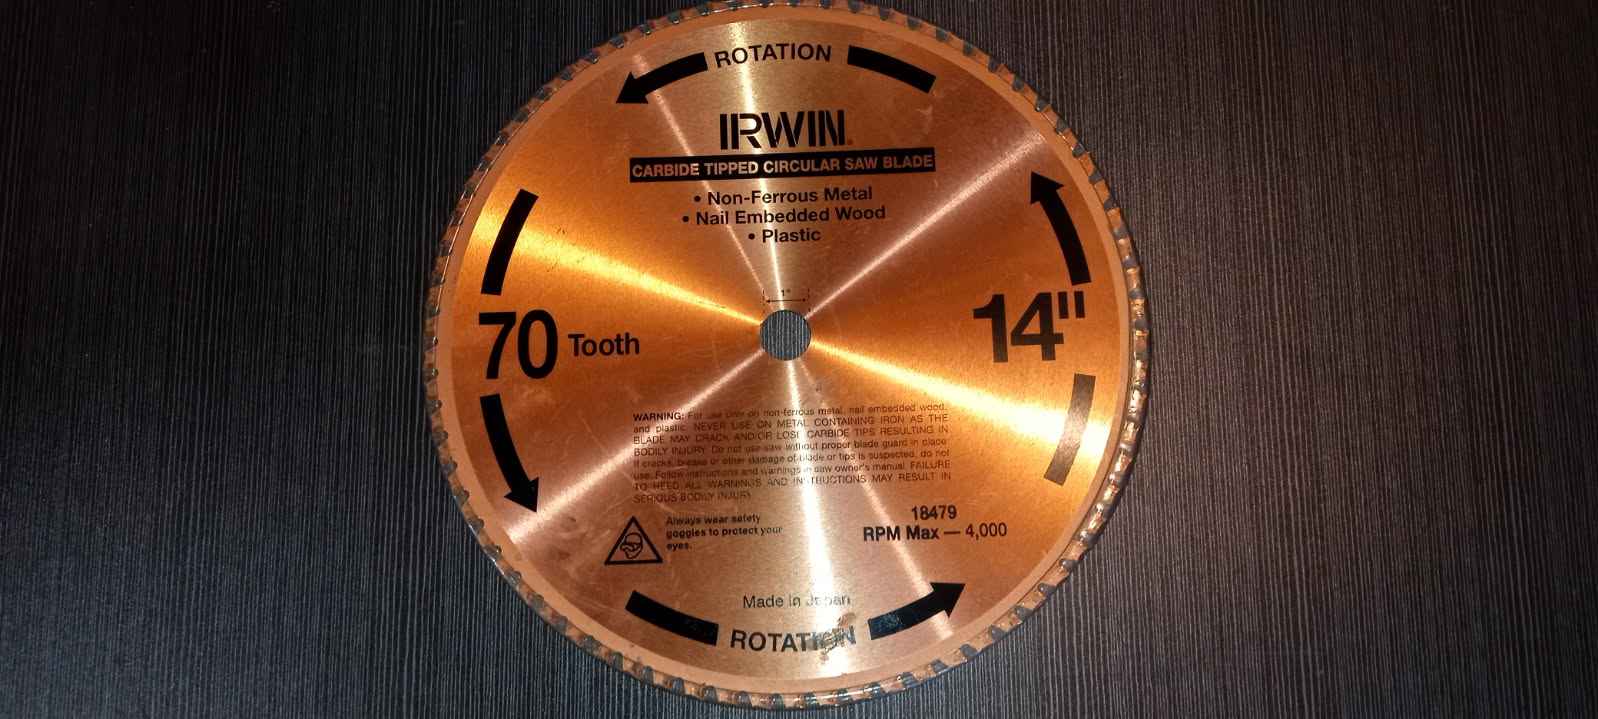 ROTATION
IRWIN
CARBIDE TIPPED CIRCULAR SAW BLADE
• Non-Ferrous Metal
• Nail Embedded Wood
• Plastic
1"
70 Tooth
14"
WARNING: For use only on non-ferrous metal, nail embedded wood,
and plastic. NEVER USE ON METAL CONTAINING IRON AS THE
BLADE MAY CRACK AND/OR LOSE CARBIDE TIPS RESULTING IN
BODILY INJURY. Do not use saw without proper blade guard in place.
If cracks, breaks or other damage of blade or tips is suspected, do not
use. Follow instructions and warnings in saw owner's manual. FAILURE
TO HEED ALL WARNINGS AND INSTRUCTIONS MAY RESULT IN
SERIOUS BODILY INJURY.
Always wear safety
goggles to protect your
eyes.
18479
RPM Max — 4,000
Made in Japan
ROTATION